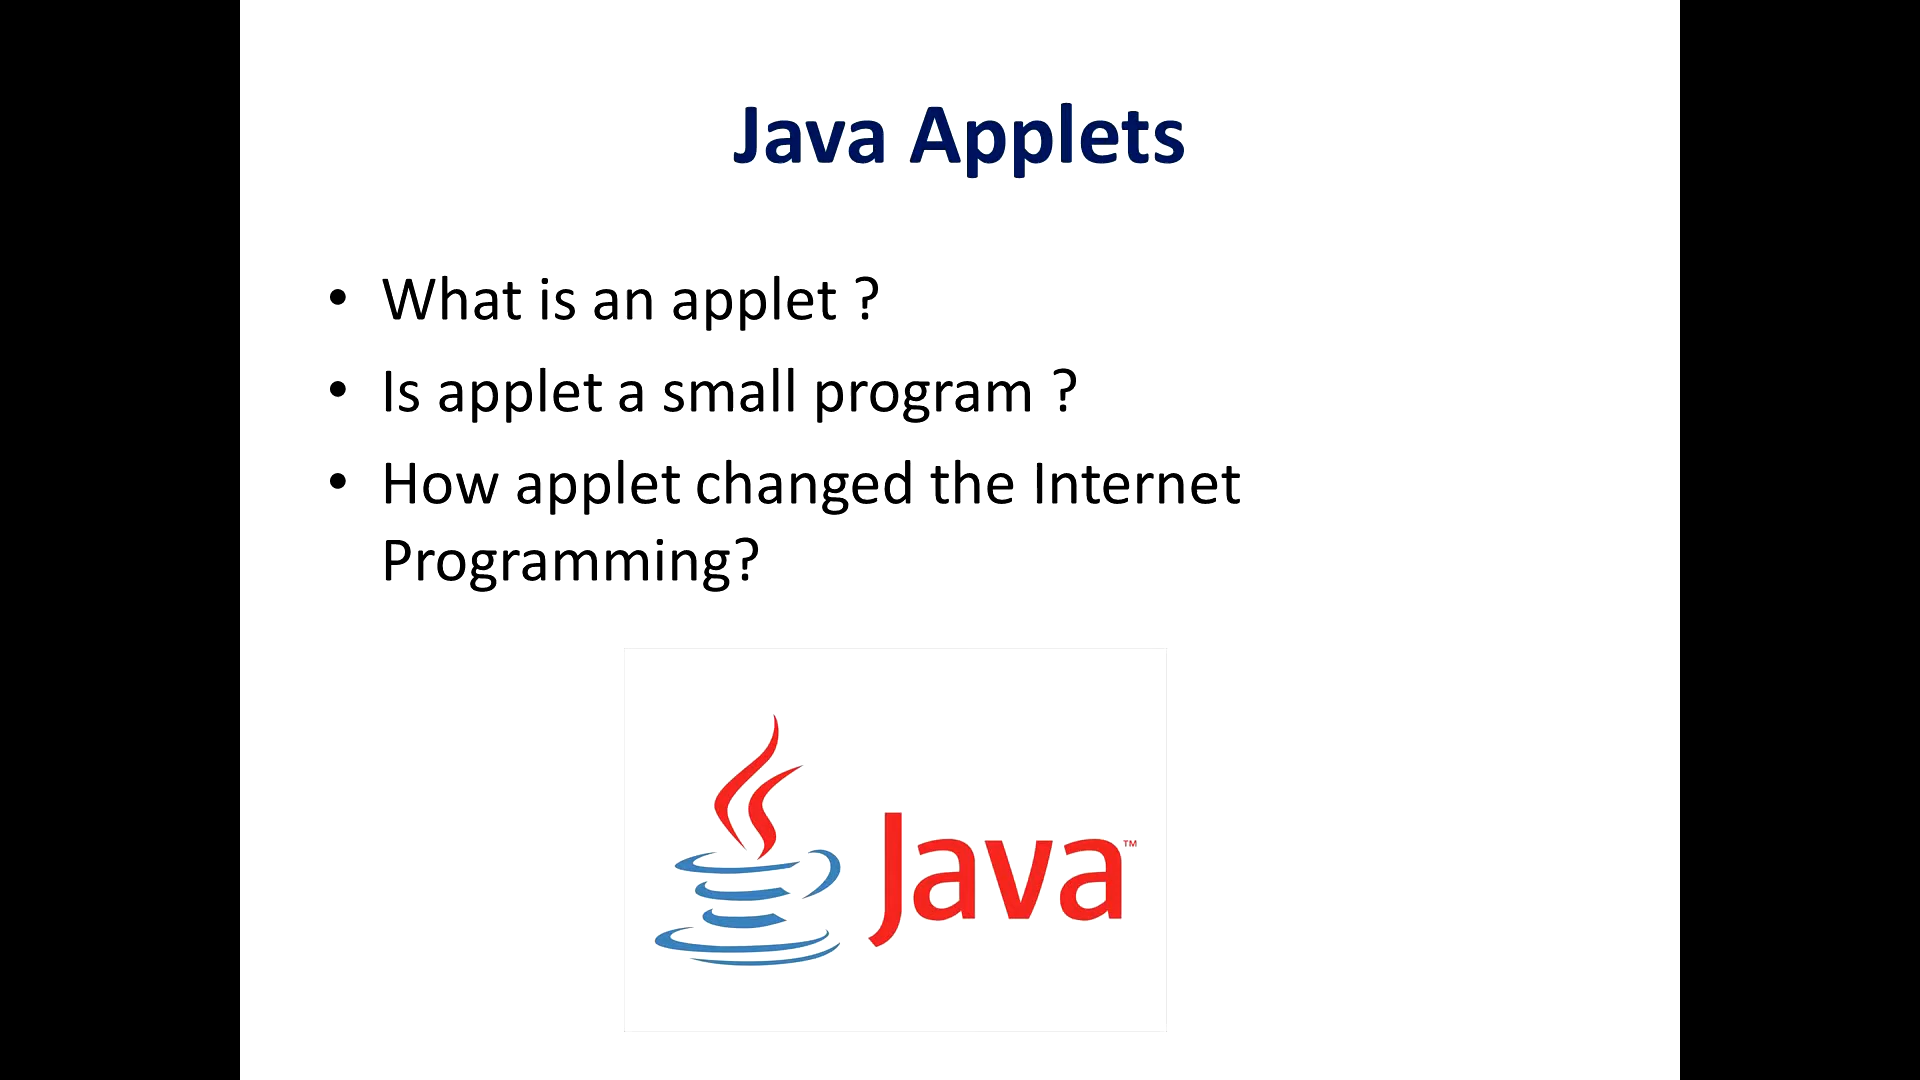 Java Applets
• What is an applet ?
• Is applet a small program ?
• How applet changed the Internet
Programming?
Java™